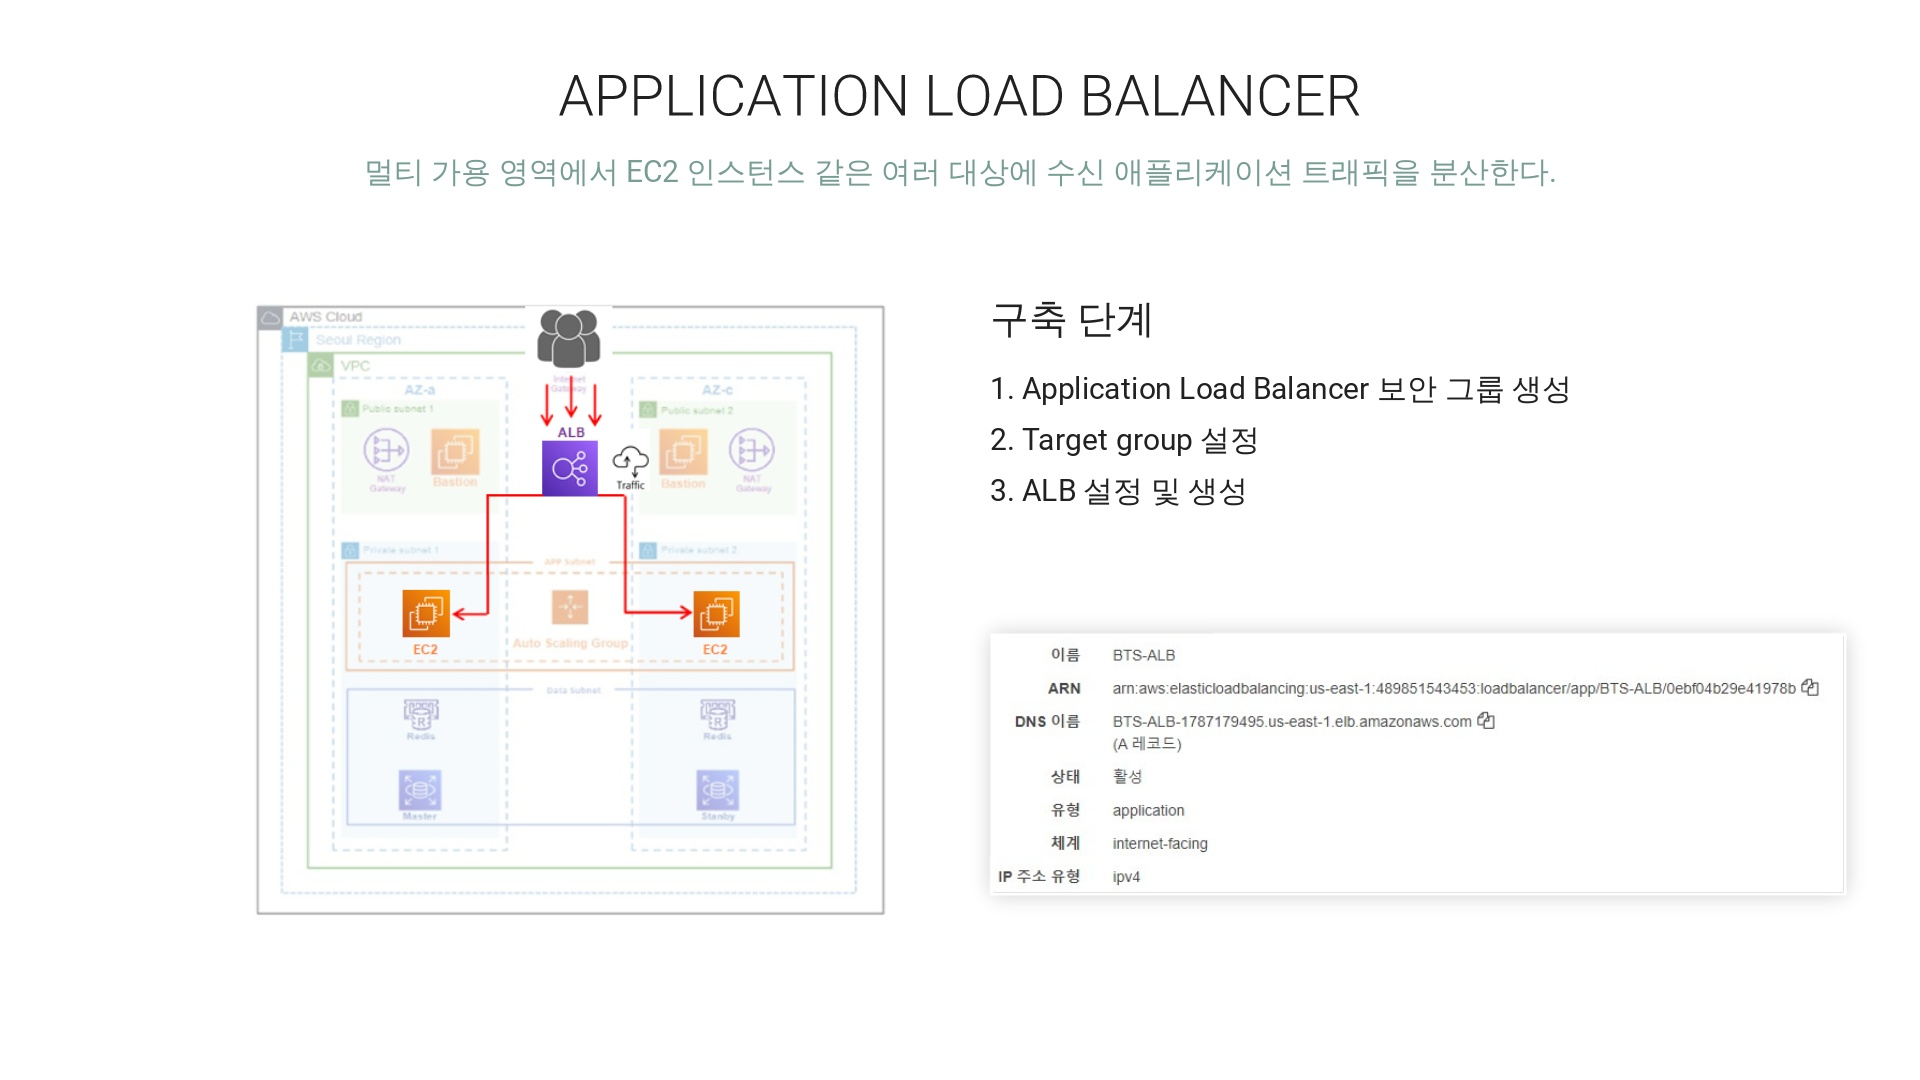 APPLICATION LOAD BALANCER
멀티 가용 영역에서 EC2 인스턴스 같은 여러 대상에 수신 애플리케이션 트래픽을 분산한다.
AWS Cloud
Seoul Region
VPC
Internet
Gateway
AZ-a
AZ-c
Public subnet 1
Public subnet 2
ALB
NAT
Gateway
Bastion
Traffic
Bastion
NAT
Gateway
Private subnet 1
Private subnet 2
APP Subnet
EC2
Auto Scaling Group
EC2
Data Subnet
Redis
Redis
Master
Stanby
구축 단계
1. Application Load Balancer 보안 그룹 생성
2. Target group 설정
3. ALB 설정 및 생성
이름 BTS-ALB
ARN arn:aws:elasticloadbalancing:us-east-1:489851543453:loadbalancer/app/BTS-ALB/0ebf04b29e41978b
DNS 이름 BTS-ALB-1787179495.us-east-1.elb.amazonaws.com
(A 레코드)
상태 활성
유형 application
체계 internet-facing
IP 주소 유형 ipv4